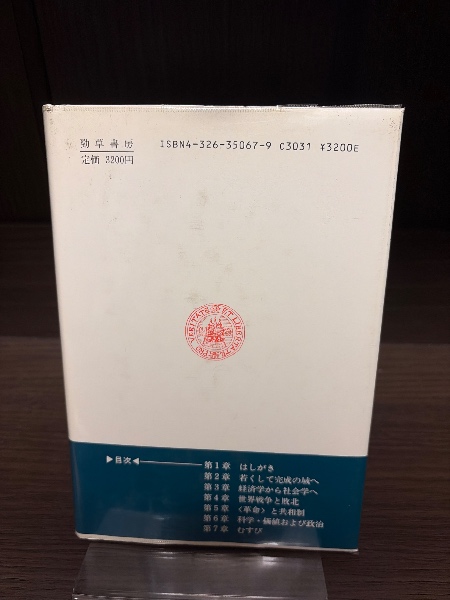 勁草書房
定価 3200円
ISBN4-326-35067-9 C3031 ¥3200E
VERITATE ET LIBERTATE PRO
▶目次◀
第1章 はしがき
第2章 若くして完成の域へ
第3章 経済学から社会学へ
第4章 世界戦争と敗北
第5章 〈革命〉と共和制
第6章 科学・価値および政治
第7章 むすび